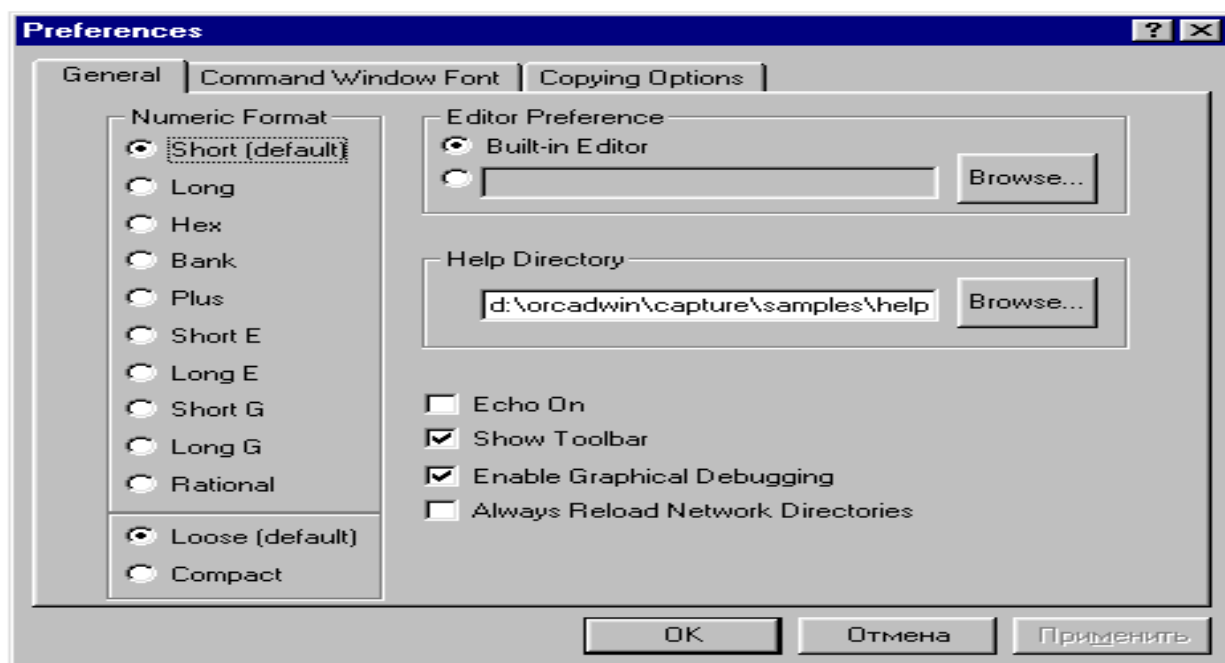 Preferences
General
Command Window Font
Copying Options
Numeric Format
Short (default)
Long
Hex
Bank
Plus
Short E
Long E
Short G
Long G
Rational
Loose (default)
Compact
Editor Preference
Built-in Editor
Browse...
Help Directory
d:\orcadwin\capture\samples\help
Browse...
Echo On
Show Toolbar
Enable Graphical Debugging
Always Reload Network Directories
OK
Отмена
Применить